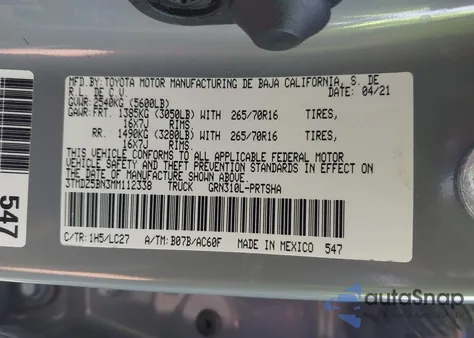 MFD.BY:TOYOTA MOTOR MANUFACTURING DE BAJA CALIFORNIA, S. DE
R.L. DE C.V. DATE: 04/21
GVWR: 2540KG (5600LB)
GAWR:FRT. 1385KG (3050LB) WITH 265/70R16 TIRES,
16X7J RIMS.
RR. 1490KG (3280LB) WITH 265/70R16 TIRES,
16X7J RIMS.
THIS VEHICLE CONFORMS TO ALL APPLICABLE FEDERAL MOTOR
VEHICLE SAFETY AND THEFT PREVENTION STANDARDS IN EFFECT ON
THE DATE OF MANUFACTURE SHOWN ABOVE.
3TMDZ5BN3MM112338 TRUCK GRN310L-PRTSHA
C/TR:1H5/LC27 A/TM:B07B/AC60F MADE IN MEXICO 547
547
autoSnap
www.autosnap.com